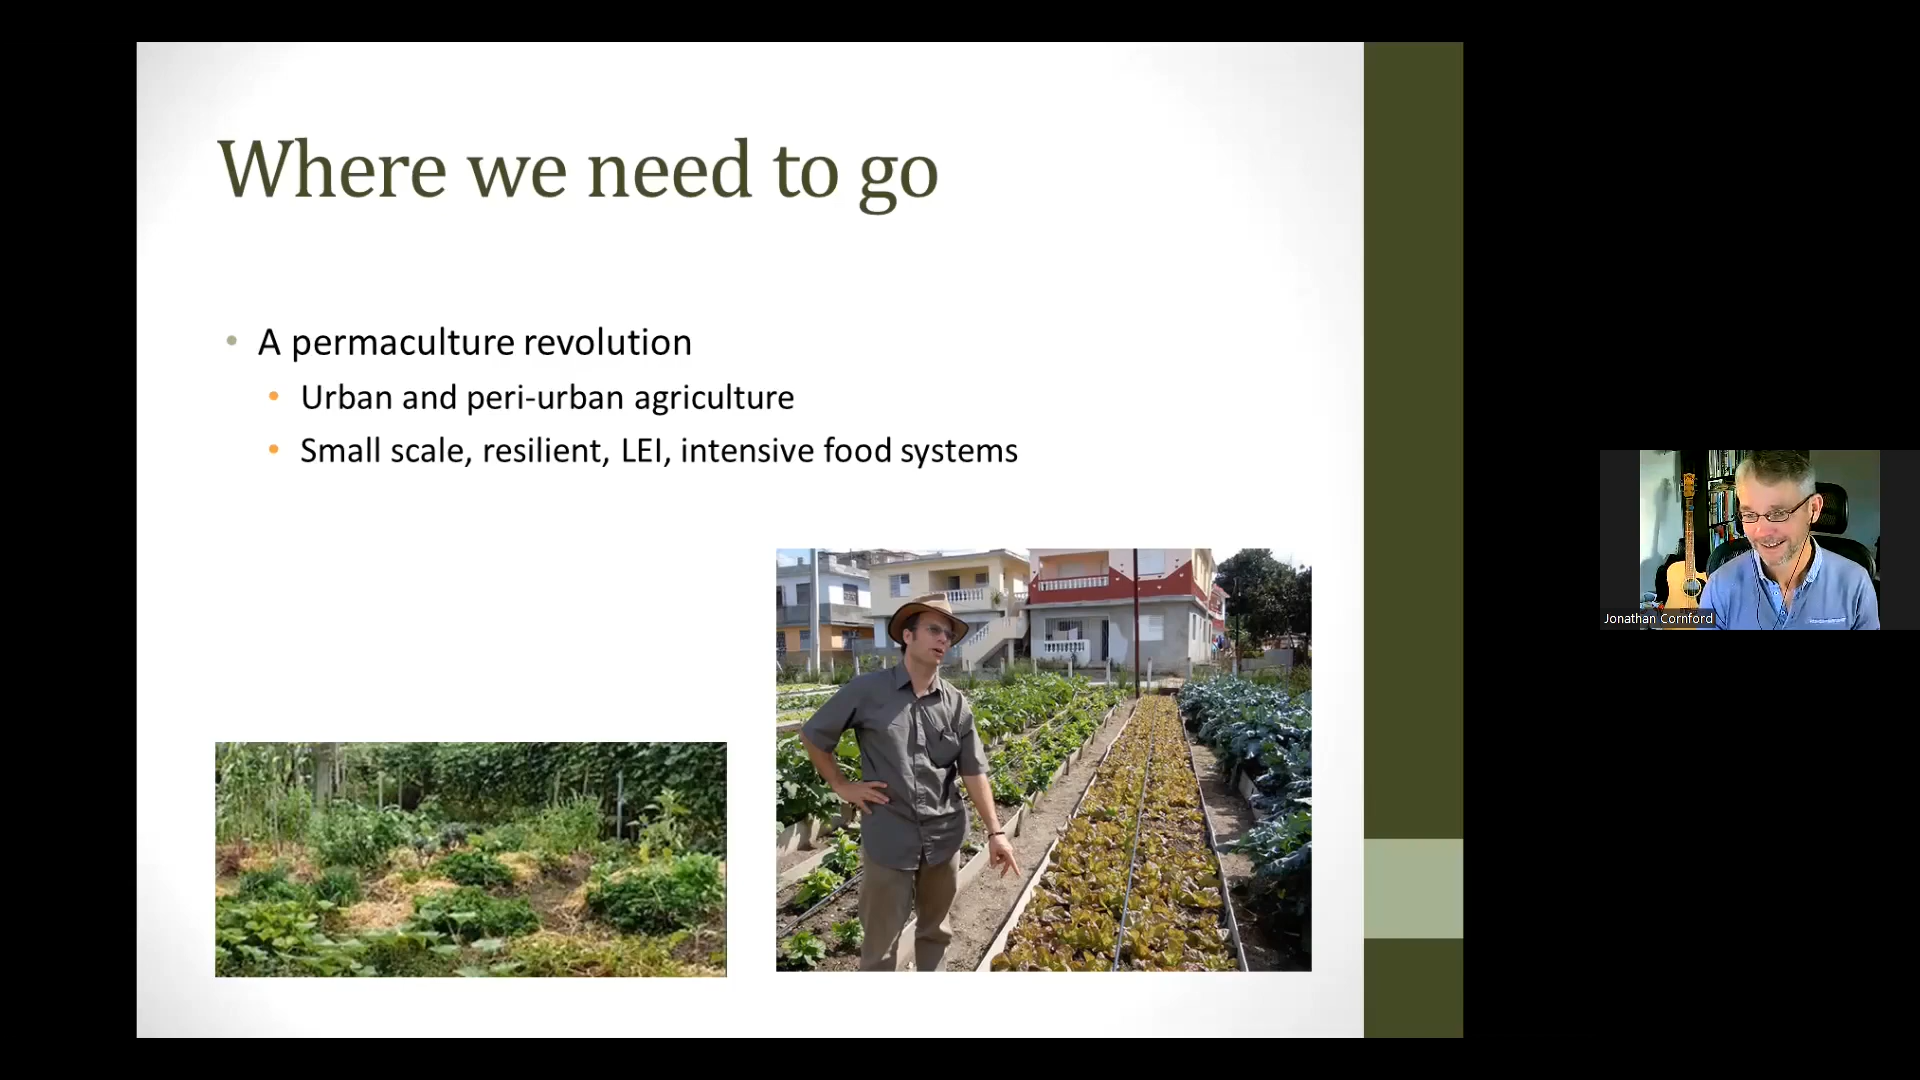 Where we need to go
A permaculture revolution
Urban and peri-urban agriculture
Small scale, resilient, LEI, intensive food systems
Jonathan Cornford